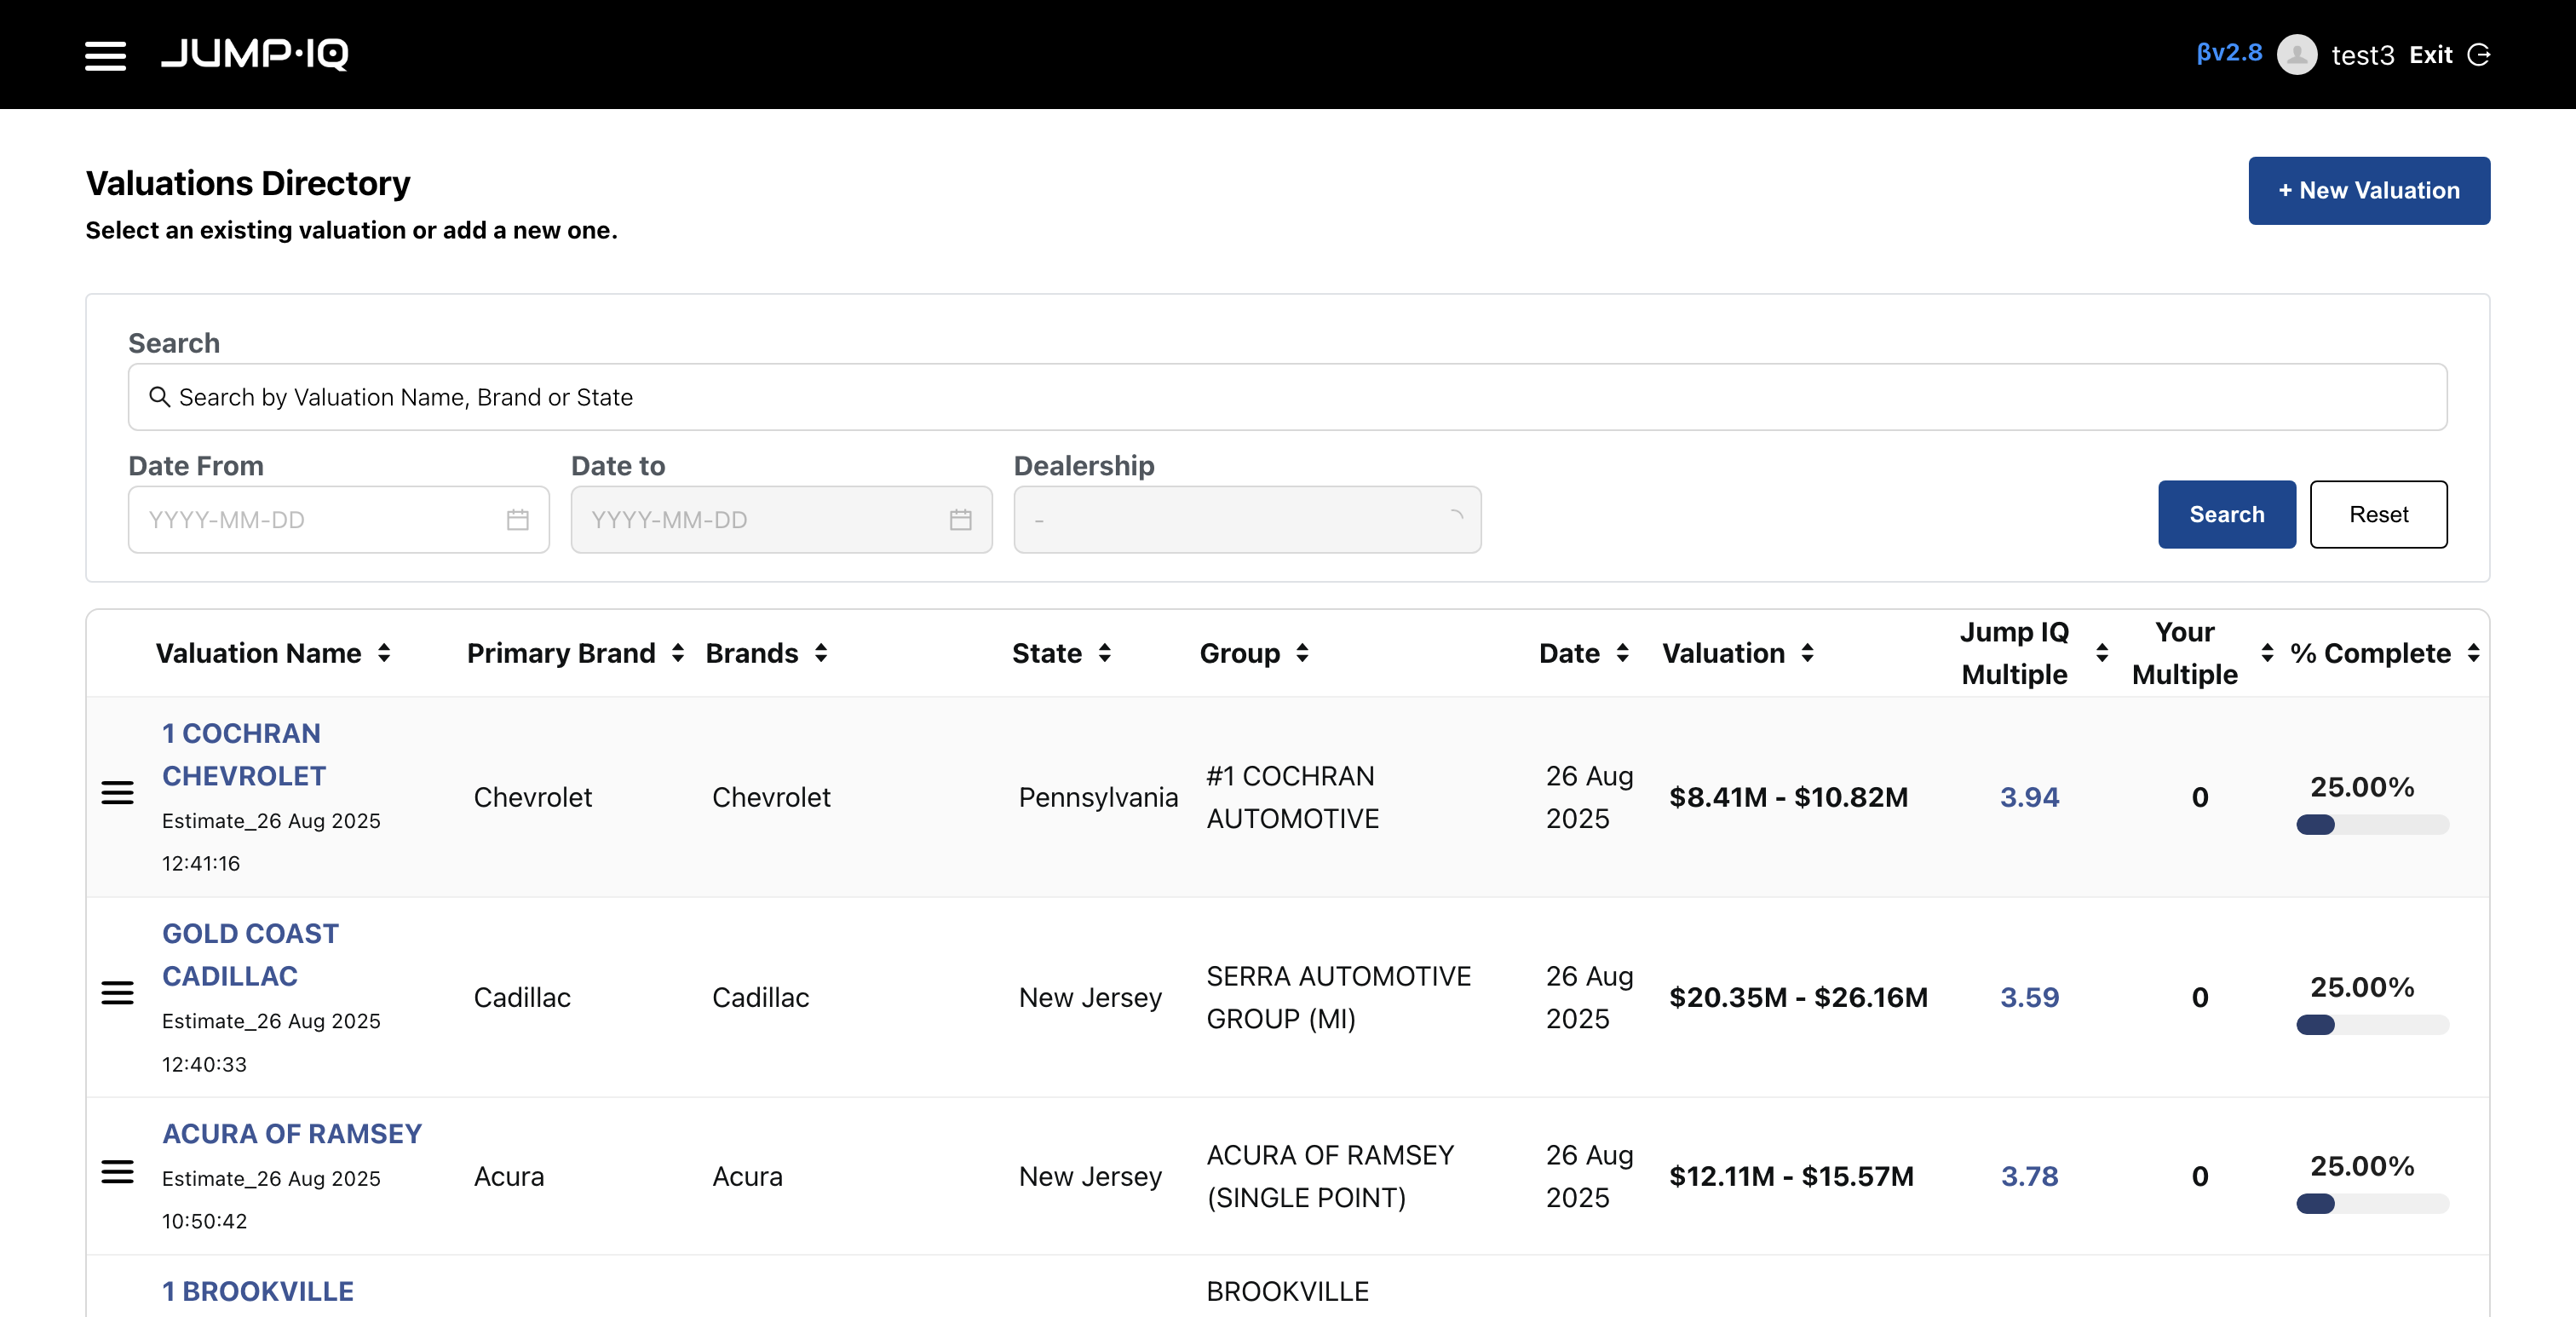 JUMP·IQ
βv2.8 test3 Exit
Valuations Directory
+ New Valuation
Select an existing valuation or add a new one.
Search
Search by Valuation Name, Brand or State
Date From Date to Dealership
YYYY-MM-DD YYYY-MM-DD - Search Reset
Valuation Name Primary Brand Brands State Group Date Valuation Jump IQ Multiple Your Multiple % Complete
1 COCHRAN
CHEVROLET
Estimate_26 Aug 2025
12:41:16
Chevrolet
Chevrolet
Pennsylvania
#1 COCHRAN
AUTOMOTIVE
26 Aug
2025
$8.41M - $10.82M
3.94
0
25.00%
GOLD COAST
CADILLAC
Estimate_26 Aug 2025
12:40:33
Cadillac
Cadillac
New Jersey
SERRA AUTOMOTIVE
GROUP (MI)
26 Aug
2025
$20.35M - $26.16M
3.59
0
25.00%
ACURA OF RAMSEY
Estimate_26 Aug 2025
10:50:42
Acura
Acura
New Jersey
ACURA OF RAMSEY
(SINGLE POINT)
26 Aug
2025
$12.11M - $15.57M
3.78
0
25.00%
1 BROOKVILLE
BROOKVILLE